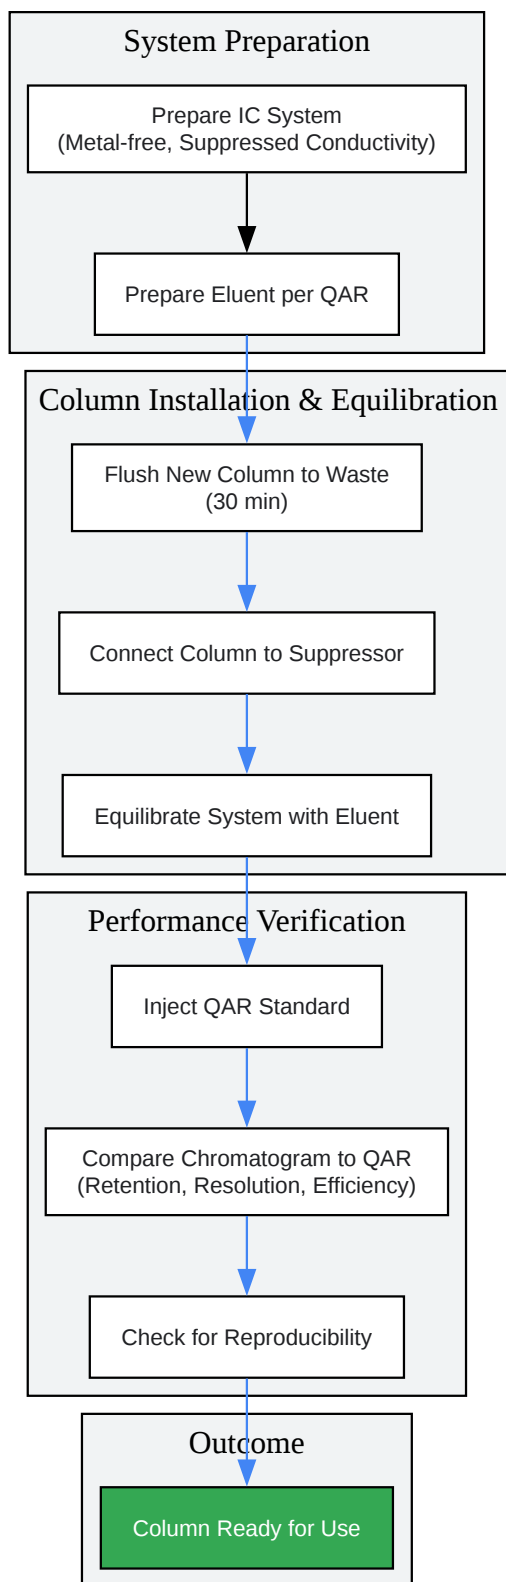 System Preparation
Prepare IC System
(Metal-free, Suppressed Conductivity)
Prepare Eluent per QAR
Column Installation & Equilibration
Flush New Column to Waste
(30 min)
Connect Column to Suppressor
Equilibrate System with Eluent
Performance Verification
Inject QAR Standard
Compare Chromatogram to QAR
(Retention, Resolution, Efficiency)
Check for Reproducibility
Outcome
Column Ready for Use